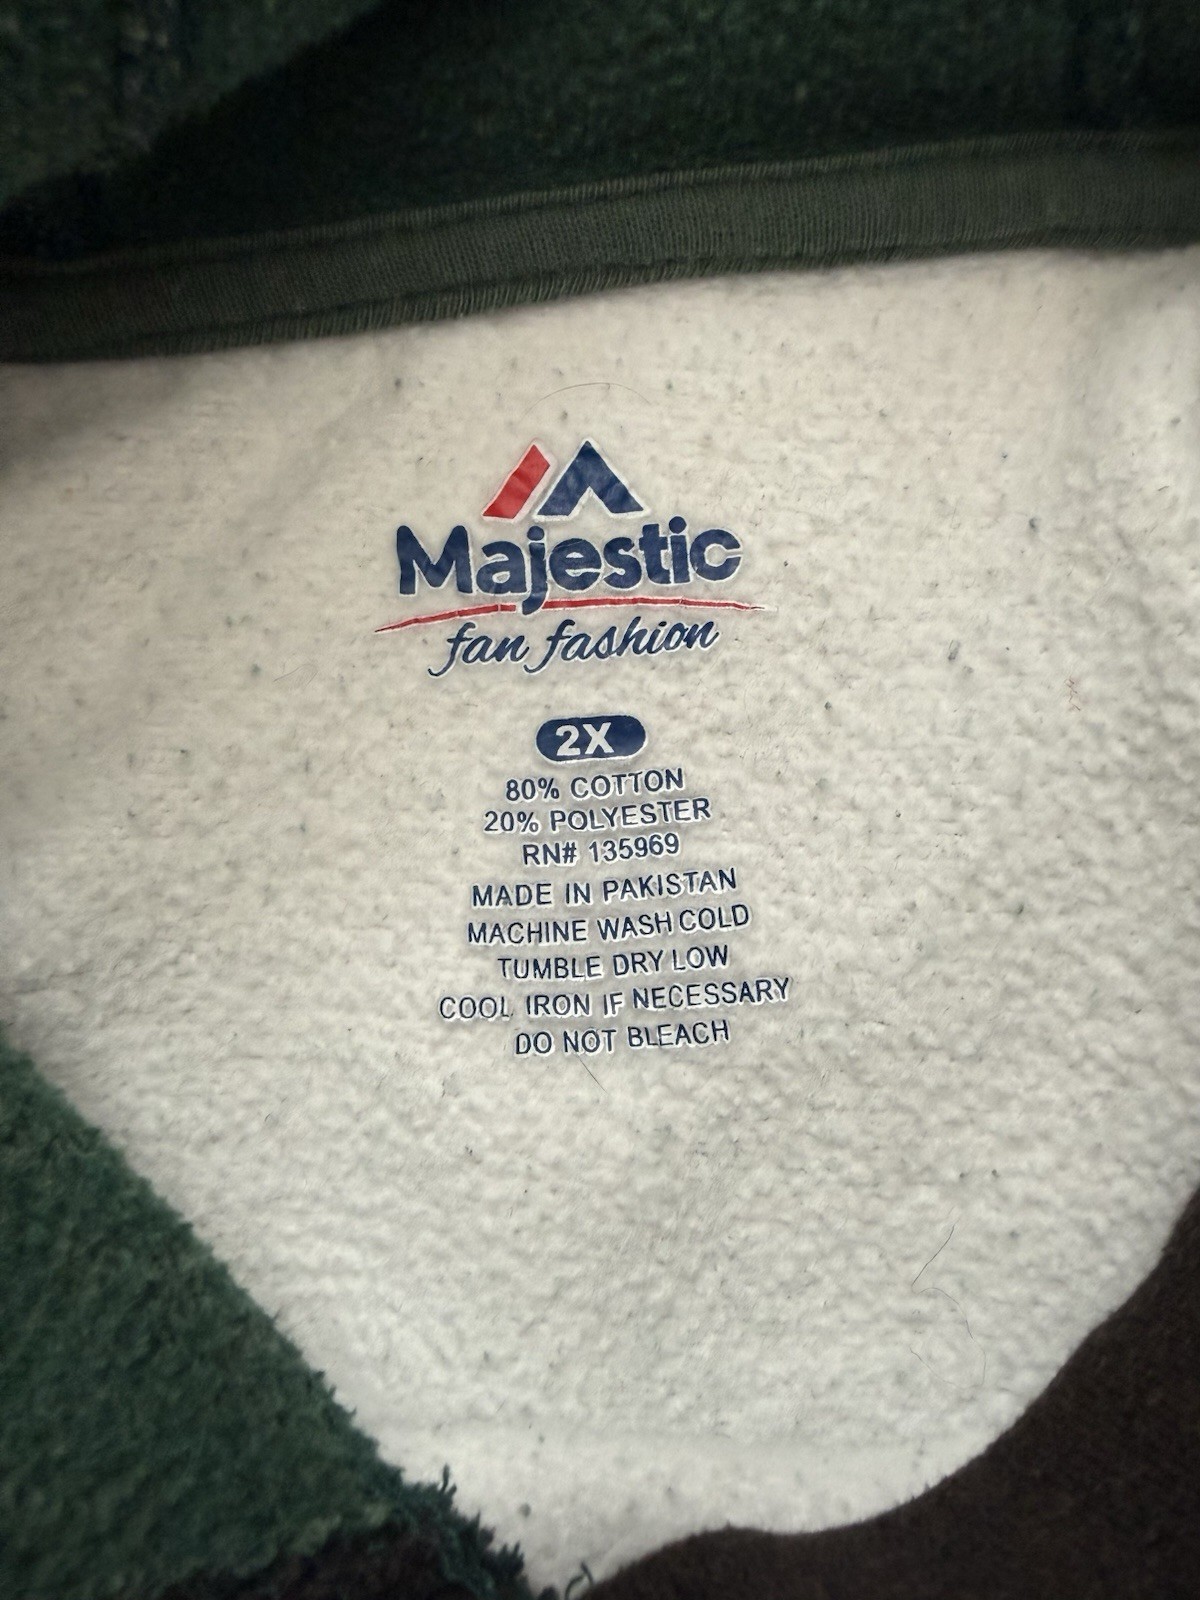 Majestic
fan fashion
2X
80% COTTON
20% POLYESTER
RN# 135969
MADE IN PAKISTAN
MACHINE WASH COLD
TUMBLE DRY LOW
COOL IRON IF NECESSARY
DO NOT BLEACH